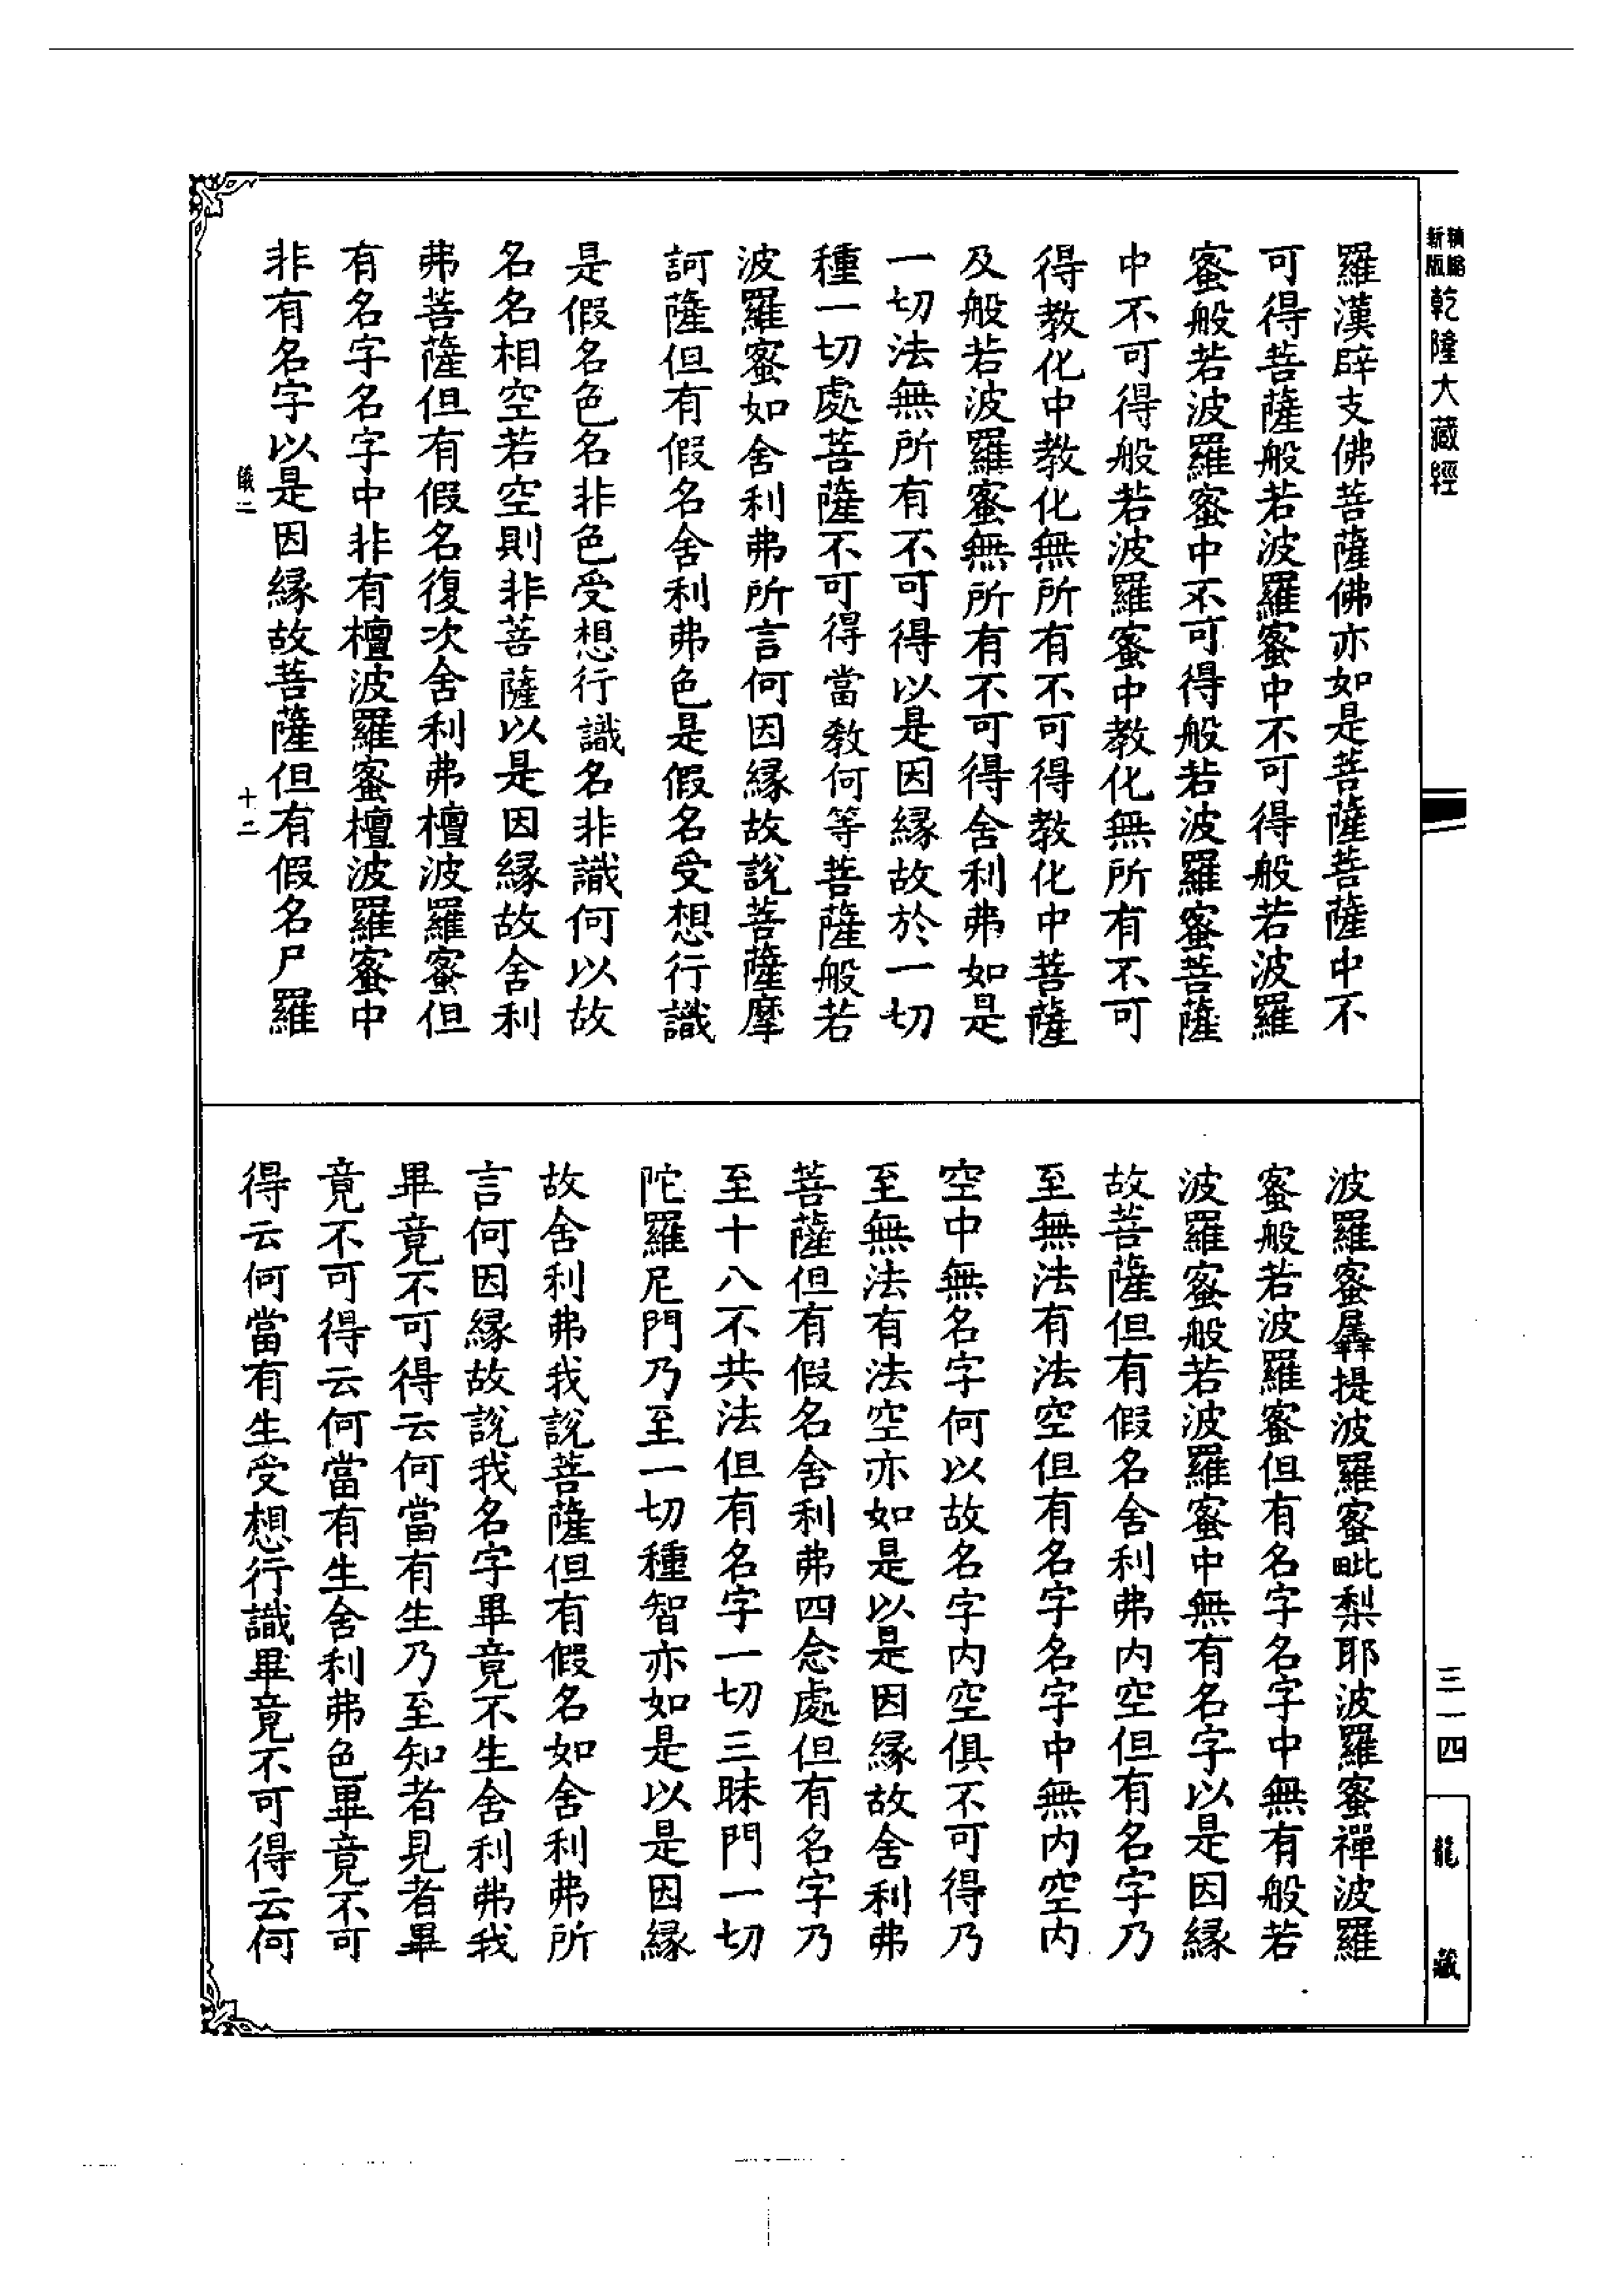 新版
精縮
乾隆大藏經
羅漢辟支佛菩薩佛亦如是菩薩菩薩中不
可得菩薩般若波羅蜜中不可得般若波羅
蜜般若波羅蜜中不可得般若波羅蜜菩薩
中不可得般若波羅蜜中教化無所有不可
得教化中教化無所有不可得教化中菩薩
及般若波羅蜜無所有不可得舍利弗如是
一切法無所有不可得以是因縁故於一切
種一切處菩薩不可得當教何等菩薩般若
波羅蜜如舍利弗所言何因縁故說菩薩摩
訶薩但有假名舍利弗色是假名受想行識
是假名色名非色受想行識名非識何以故
名名相空若空則非菩薩以是因縁故舍利
弗菩薩但有假名復次舍利弗檀波羅蜜但
有名字名字中非有檀波羅蜜檀波羅蜜中
非有名字以是因縁故菩薩但有假名尸羅
儀二
十二
波羅蜜羼提波羅蜜毗梨耶波羅蜜禪波羅
蜜般若波羅蜜但有名字名字中無有般若
波羅蜜般若波羅蜜中無有名字以是因縁
故菩薩但有假名舍利弗内空但有名字乃
至無法有法空但有名字名字中無内空内
空中無名字何以故名字内空俱不可得乃
至無法有法空亦如是以是因縁故舍利弗
菩薩但有假名舍利弗四念處但有名字乃
至十八不共法但有名字一切三昧門一切
陀羅尼門乃至一切種智亦如是以是因縁
故舍利弗我說菩薩但有假名如舍利弗所
言何因縁故說我名字畢竟不生舍利弗我
畢竟不可得云何當有生乃至知者見者畢
竟不可得云何當有生舍利弗色畢竟不可
得云何當有生受想行識畢竟不可得云何
三一四
龍藏